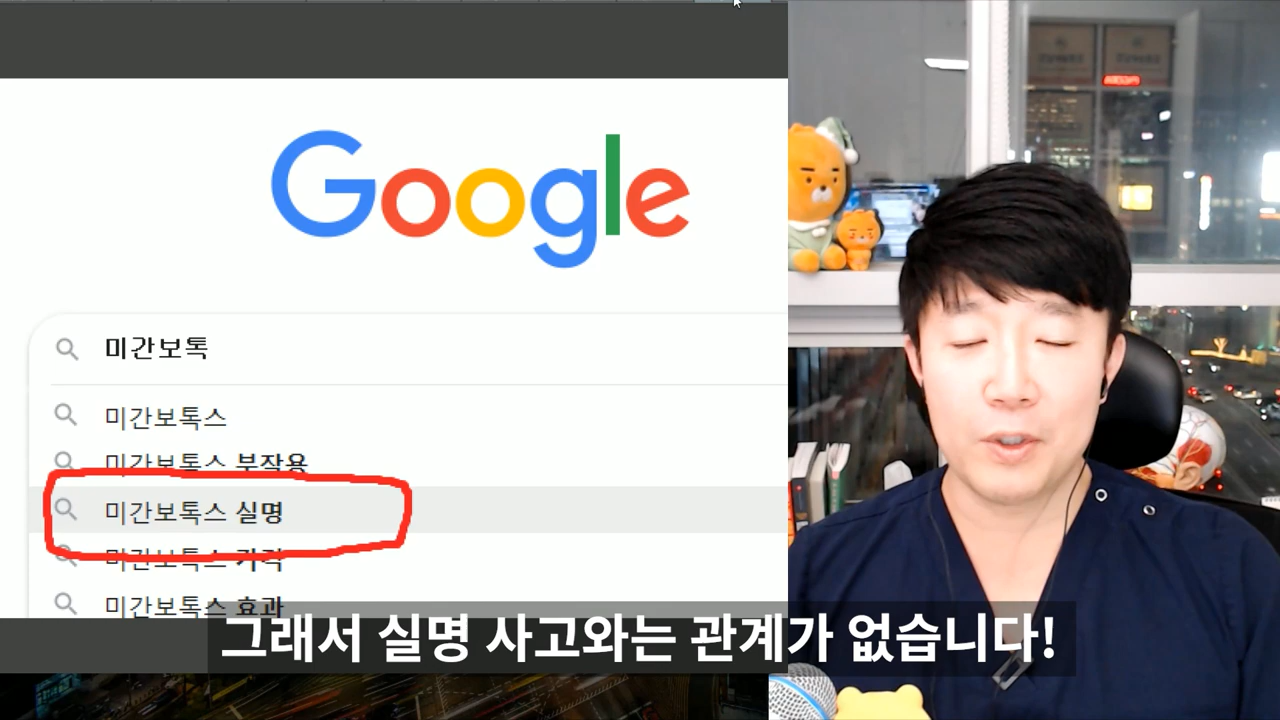 Google
미간보톡
미간보톡스
미간보톡스 부작용
미간보톡스 실명
미간보톡스 가격
미간보톡스 효과
그래서 실명 사고와는 관계가 없습니다!